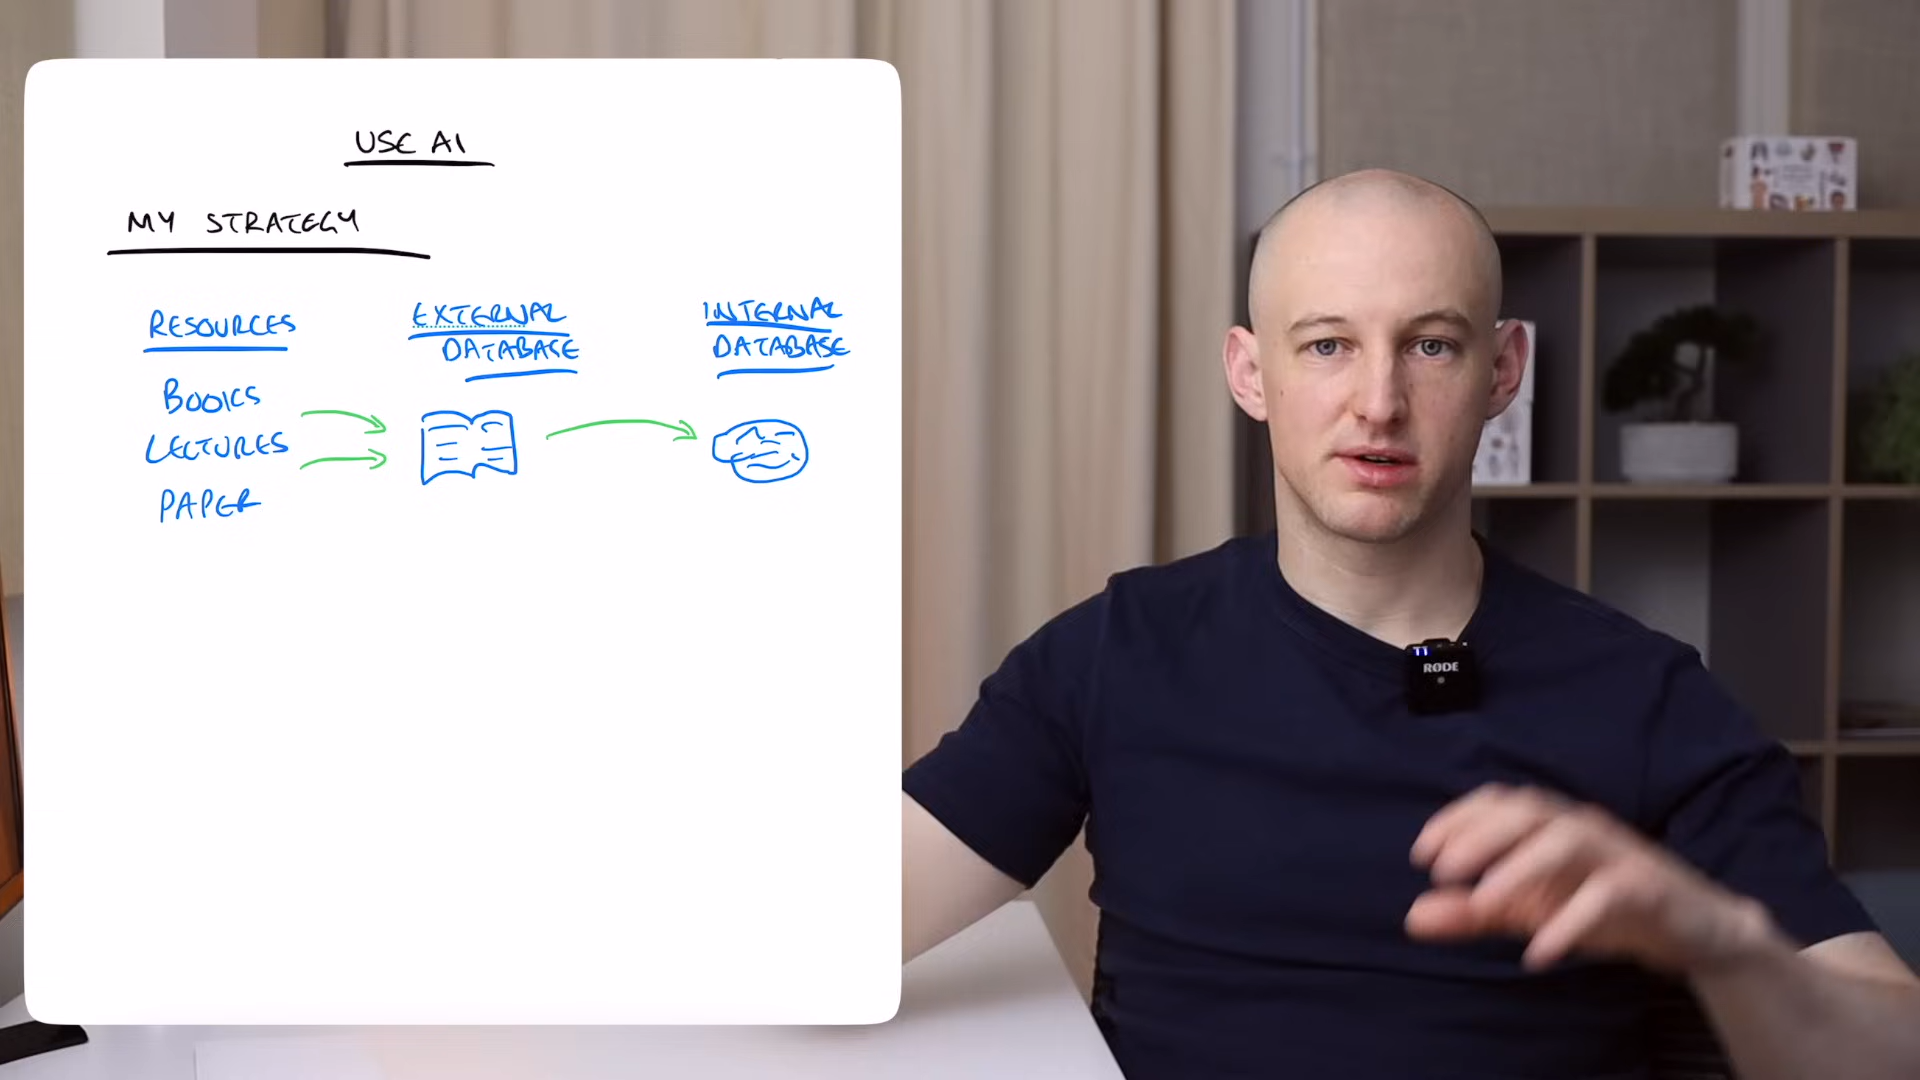 USE AI
MY STRATEGY
RESOURCES
BOOKS
LECTURES
PAPER
EXTERNAL
DATABASE
INTERNAL
DATABASE
RØDE